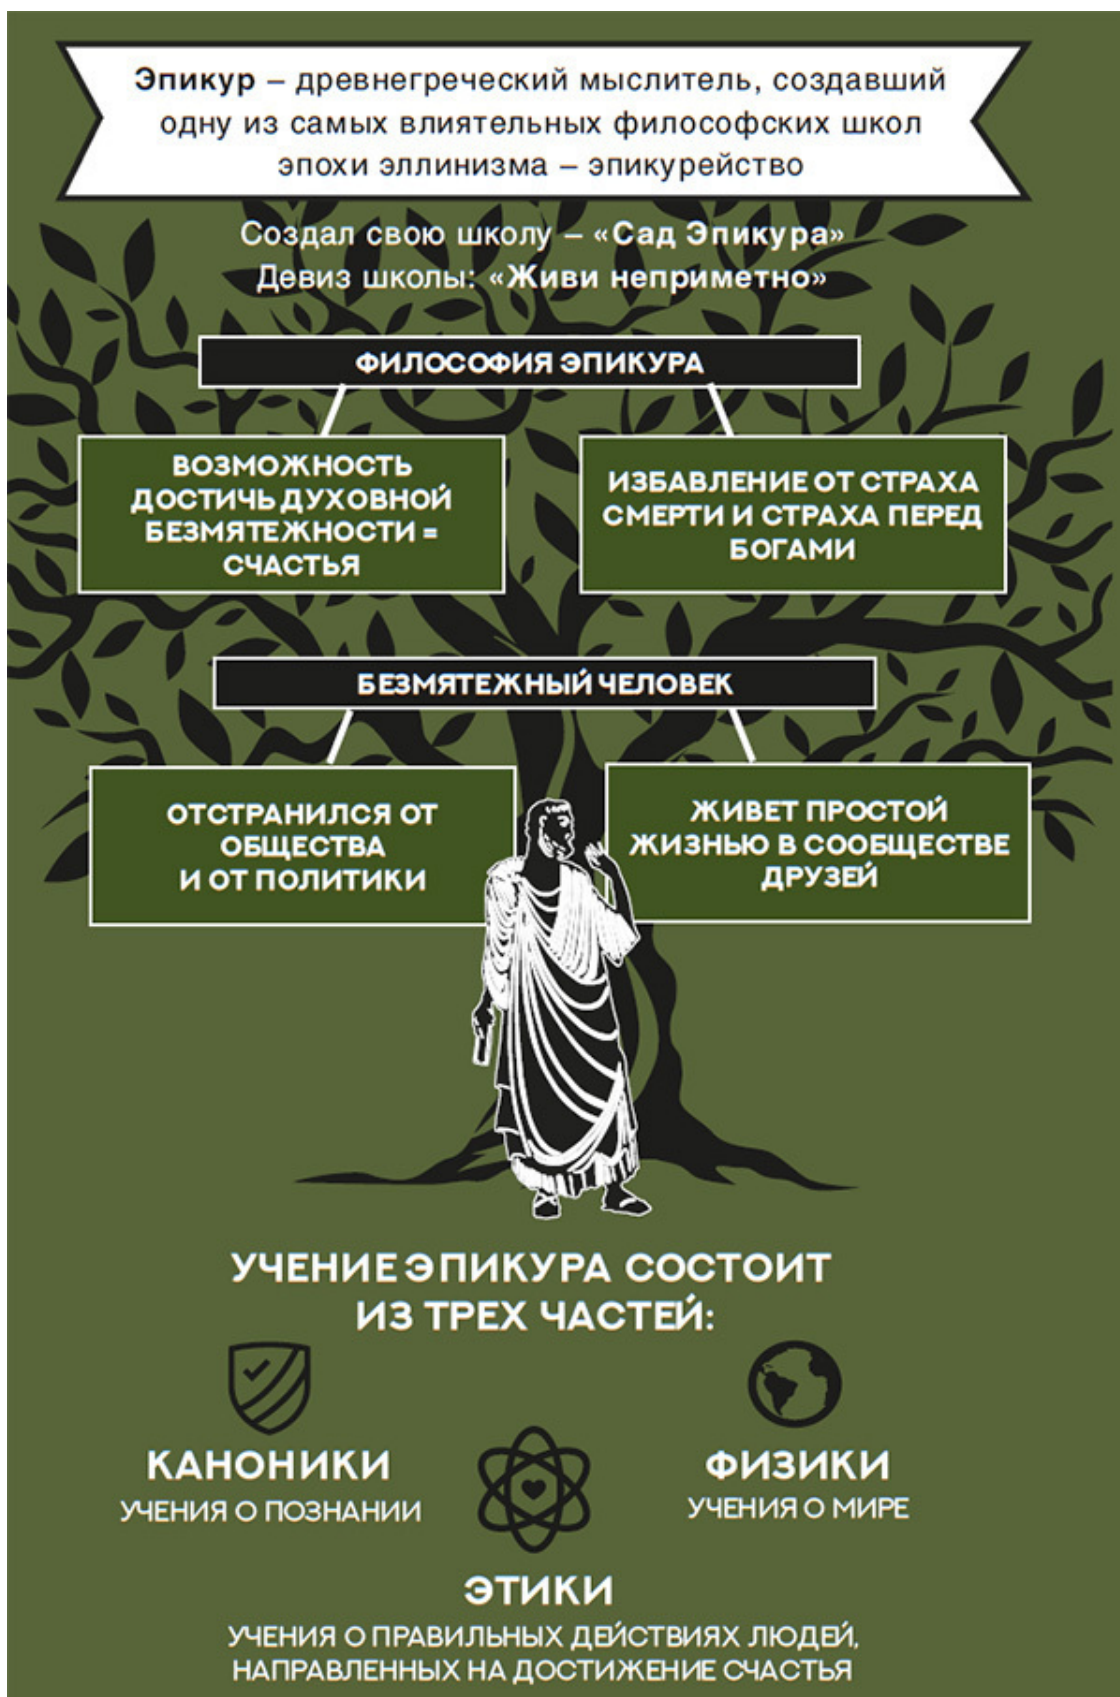 Эпикур – древнегреческий мыслитель, создавший
одну из самых влиятельных философских школ
эпохи эллинизма – эпикурейство
Создал свою школу – «Сад Эпикура»
Девиз школы: «Живи неприметно»
ФИЛОСОФИЯ ЭПИКУРА
ВОЗМОЖНОСТЬ
ДОСТИЧЬ ДУХОВНОЙ
БЕЗМЯТЕЖНОСТИ =
СЧАСТЬЯ
ИЗБАВЛЕНИЕ ОТ СТРАХА
СМЕРТИ И СТРАХА ПЕРЕД
БОГАМИ
БЕЗМЯТЕЖНЫЙ ЧЕЛОВЕК
ОТСТРАНИЛСЯ ОТ
ОБЩЕСТВА
И ОТ ПОЛИТИКИ
ЖИВЕТ ПРОСТОЙ
ЖИЗНЬЮ В СООБЩЕСТВЕ
ДРУЗЕЙ
УЧЕНИЕ ЭПИКУРА СОСТОИТ
ИЗ ТРЕХ ЧАСТЕЙ:
КАНОНИКИ
УЧЕНИЯ О ПОЗНАНИИ
ФИЗИКИ
УЧЕНИЯ О МИРЕ
ЭТИКИ
УЧЕНИЯ О ПРАВИЛЬНЫХ ДЕЙСТВИЯХ ЛЮДЕЙ,
НАПРАВЛЕННЫХ НА ДОСТИЖЕНИЕ СЧАСТЬЯ